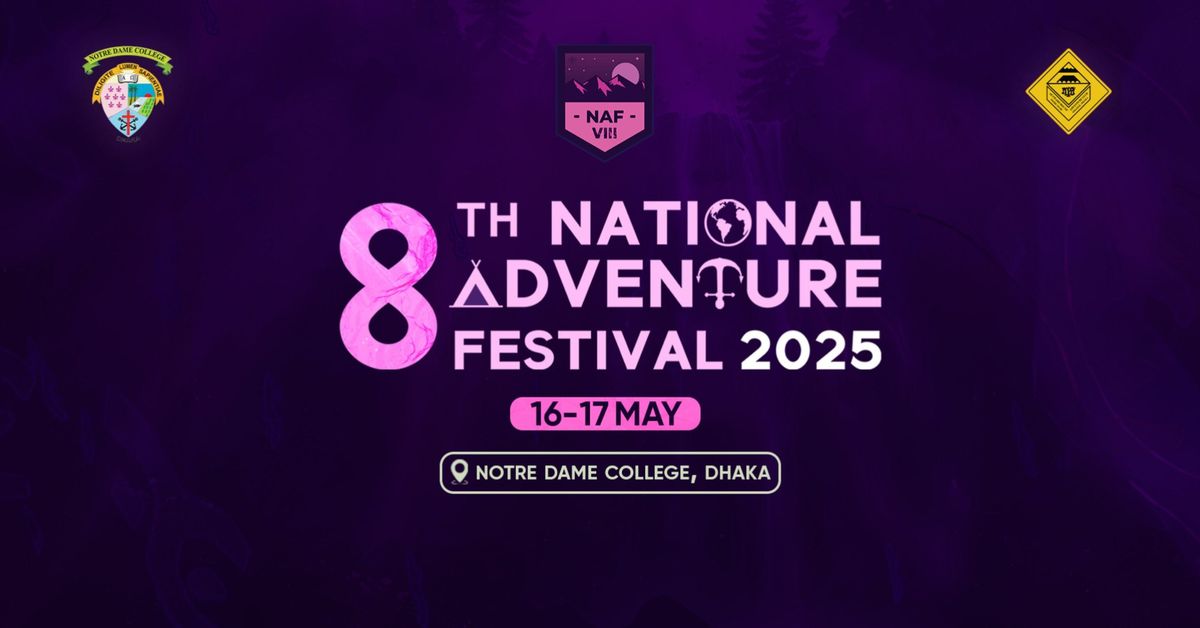 NOTRE DAME COLLEGE
DILIGITE LUMEN SAPIENTIAE
DHAKA
- NAF -
VIII
8TH NATIONAL
ADVENTURE
FESTIVAL 2025
16-17 MAY
NOTRE DAME COLLEGE, DHAKA